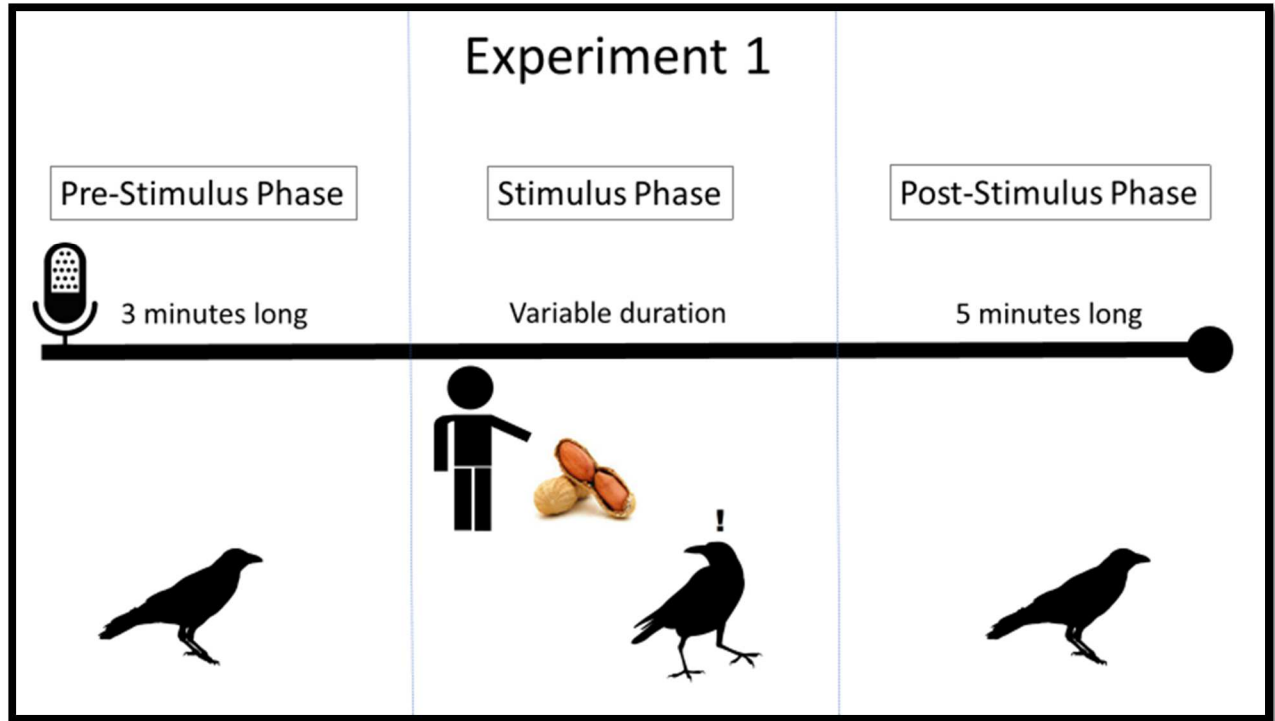 Experiment 1
Pre-Stimulus Phase
Stimulus Phase
Post-Stimulus Phase
3 minutes long
Variable duration
5 minutes long
!